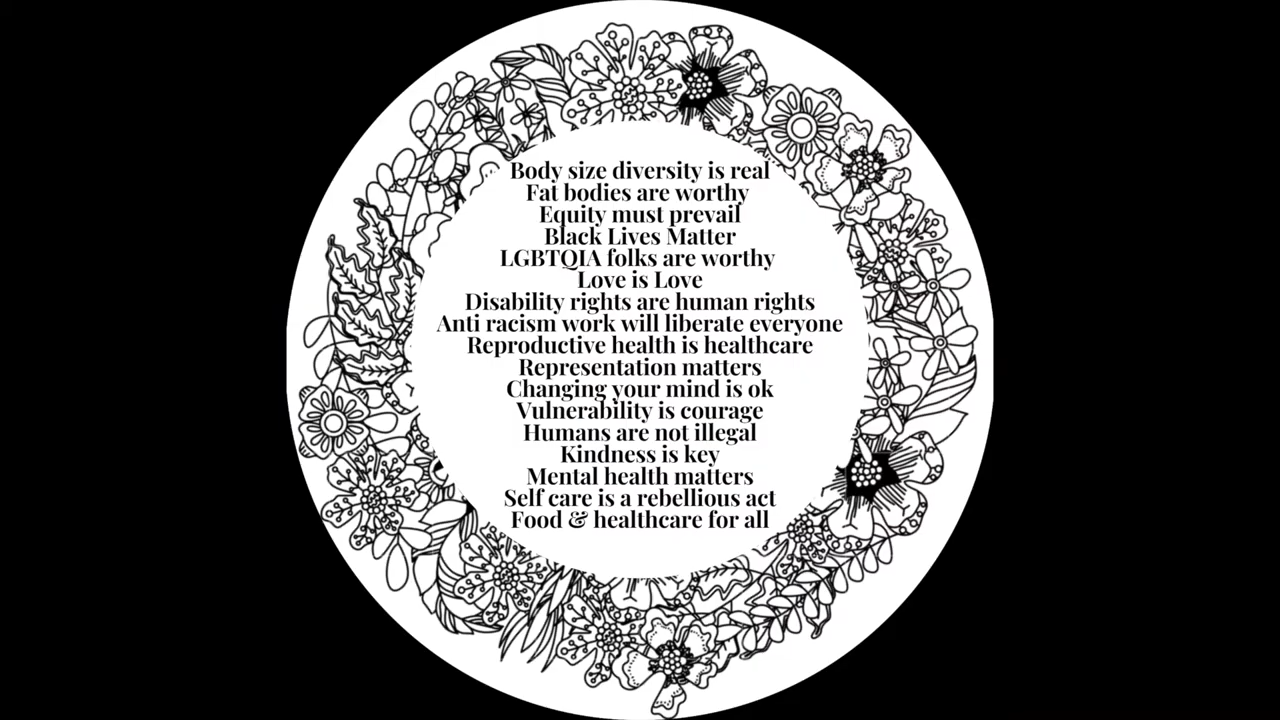 Body size diversity is real
Fat bodies are worthy
Equity must prevail
Black Lives Matter
LGBTQIA folks are worthy
Love is Love
Disability rights are human rights
Anti racism work will liberate everyone
Reproductive health is healthcare
Representation matters
Changing your mind is ok
Vulnerability is courage
Humans are not illegal
Kindness is key
Mental health matters
Self care is a rebellious act
Food & healthcare for all